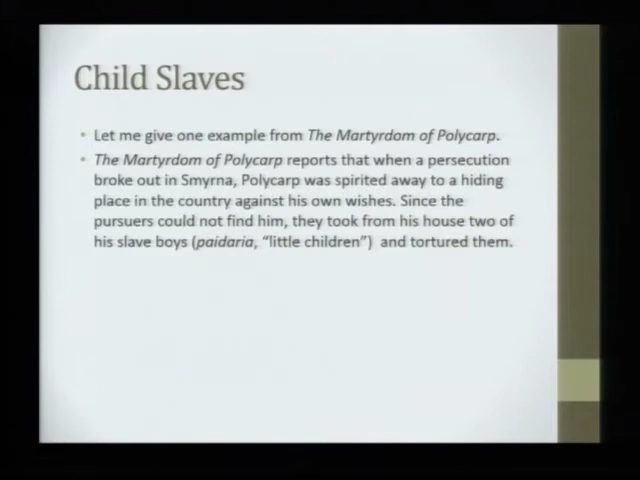 Child Slaves
• Let me give one example from The Martyrdom of Polycarp.
• The Martyrdom of Polycarp reports that when a persecution
broke out in Smyrna, Polycarp was spirited away to a hiding
place in the country against his own wishes. Since the
pursuers could not find him, they took from his house two of
his slave boys (paidaria, “little children”) and tortured them.